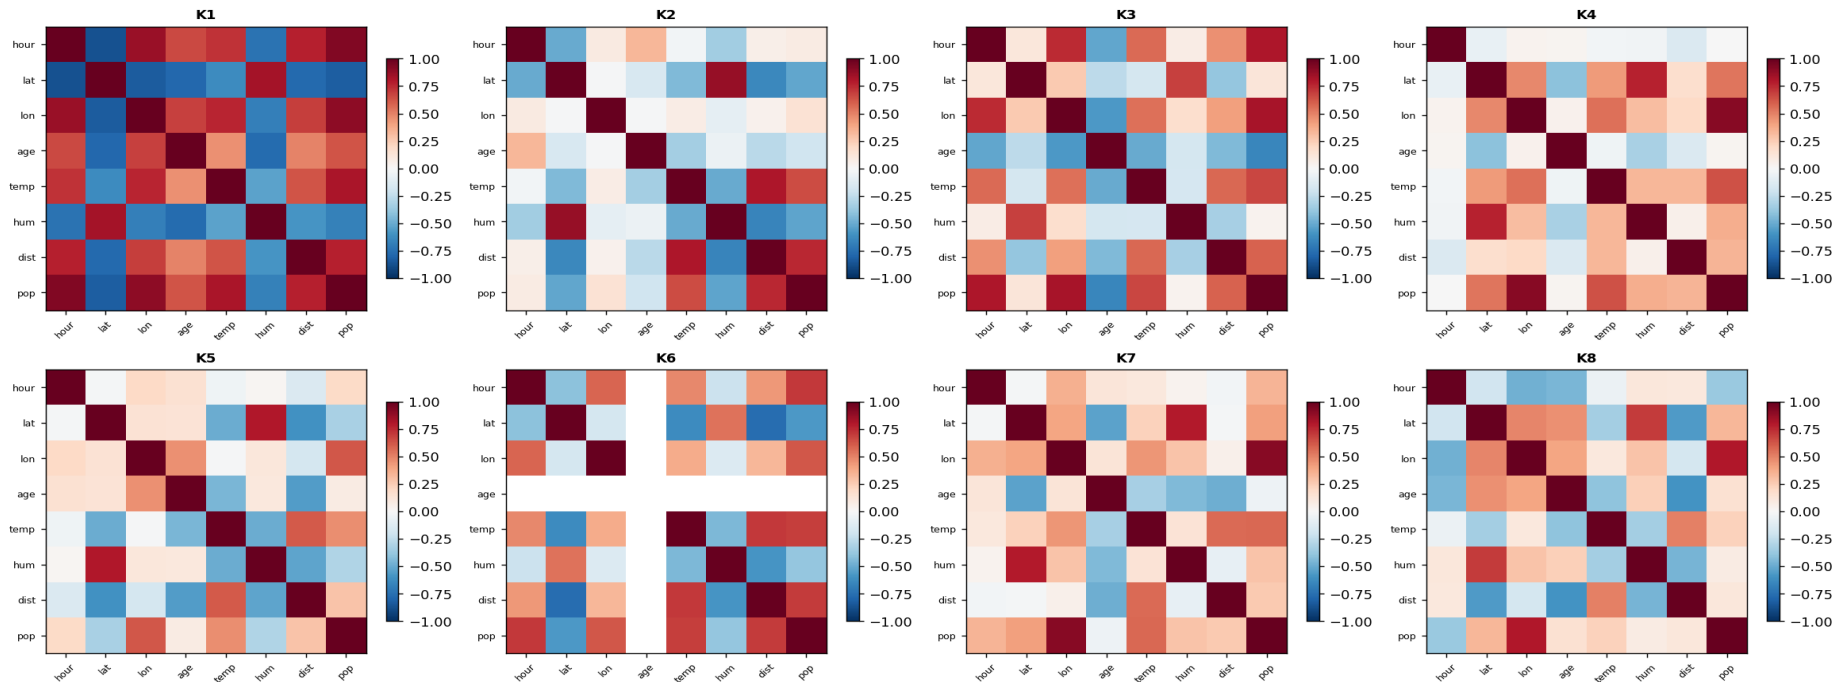 K1
K2
K3
K4
hour
lat
lon
age
temp
hum
dist
pop
hour lat lon age temp hum dist pop
1.00
0.75
0.50
0.25
0.00
−0.25
−0.50
−0.75
−1.00
hour
lat
lon
age
temp
hum
dist
pop
hour lat lon age temp hum dist pop
1.00
0.75
0.50
0.25
0.00
−0.25
−0.50
−0.75
−1.00
hour
lat
lon
age
temp
hum
dist
pop
hour lat lon age temp hum dist pop
1.00
0.75
0.50
0.25
0.00
−0.25
−0.50
−0.75
−1.00
hour
lat
lon
age
temp
hum
dist
pop
hour lat lon age temp hum dist pop
1.00
0.75
0.50
0.25
0.00
−0.25
−0.50
−0.75
−1.00
K5
K6
K7
K8
hour
lat
lon
age
temp
hum
dist
pop
hour lat lon age temp hum dist pop
1.00
0.75
0.50
0.25
0.00
−0.25
−0.50
−0.75
−1.00
hour
lat
lon
age
temp
hum
dist
pop
hour lat lon age temp hum dist pop
1.00
0.75
0.50
0.25
0.00
−0.25
−0.50
−0.75
−1.00
hour
lat
lon
age
temp
hum
dist
pop
hour lat lon age temp hum dist pop
1.00
0.75
0.50
0.25
0.00
−0.25
−0.50
−0.75
−1.00
hour
lat
lon
age
temp
hum
dist
pop
hour lat lon age temp hum dist pop
1.00
0.75
0.50
0.25
0.00
−0.25
−0.50
−0.75
−1.00